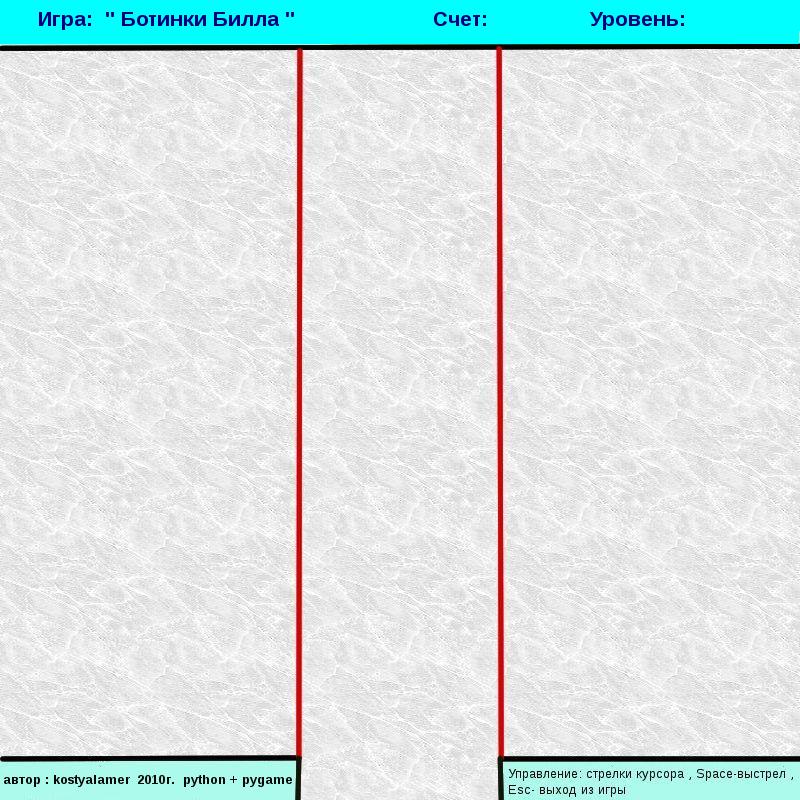 Игра: " Ботинки Билла " Счет: Уровень:
автор : kostyalamer 2010г. python + pygame
Управление: стрелки курсора , Space-выстрел ,
Esc- выход из игры